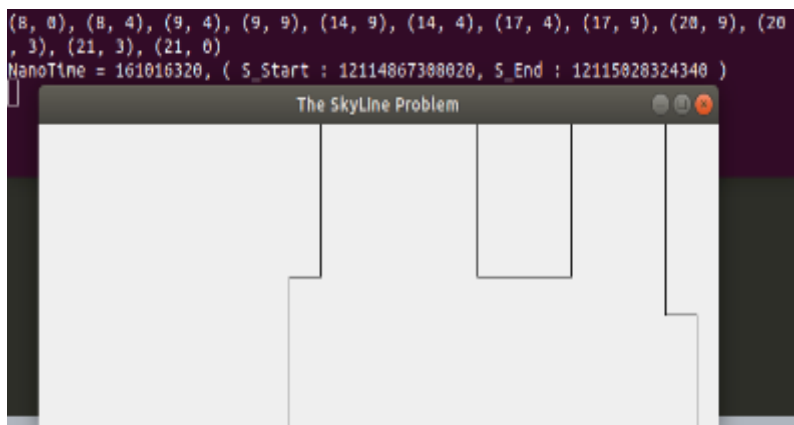 (8, 0), (8, 4), (9, 4), (9, 9), (14, 9), (14, 4), (17, 4), (17, 9), (20, 9), (20
, 3), (21, 3), (21, 0)
NanoTime = 161016320, ( S_Start : 12114867308020, S_End : 12115028324340 )
The SkyLine Problem